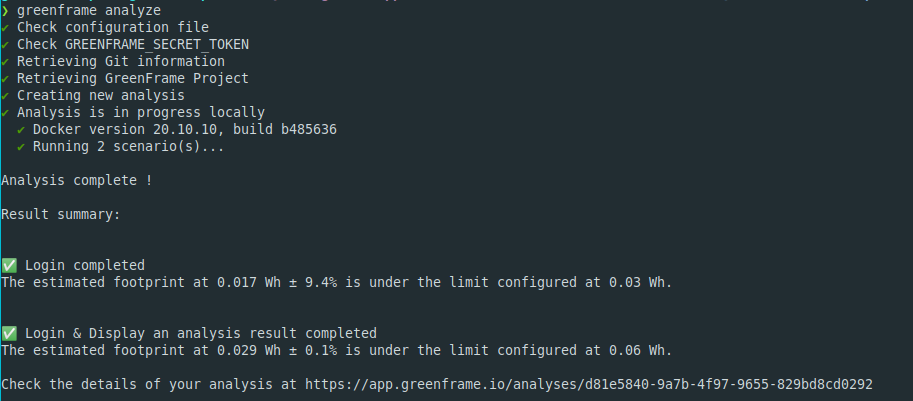 ❯ greenframe analyze
✔ Check configuration file
✔ Check GREENFRAME_SECRET_TOKEN
✔ Retrieving Git information
✔ Retrieving GreenFrame Project
✔ Creating new analysis
✔ Analysis is in progress locally
✔ Docker version 20.10.10, build b485636
✔ Running 2 scenario(s)...
Analysis complete !
Result summary:
✅ Login completed
The estimated footprint at 0.017 Wh ± 9.4% is under the limit configured at 0.03 Wh.
✅ Login & Display an analysis result completed
The estimated footprint at 0.029 Wh ± 0.1% is under the limit configured at 0.06 Wh.
Check the details of your analysis at https://app.greenframe.io/analyses/d81e5840-9a7b-4f97-9655-829bd8cd0292